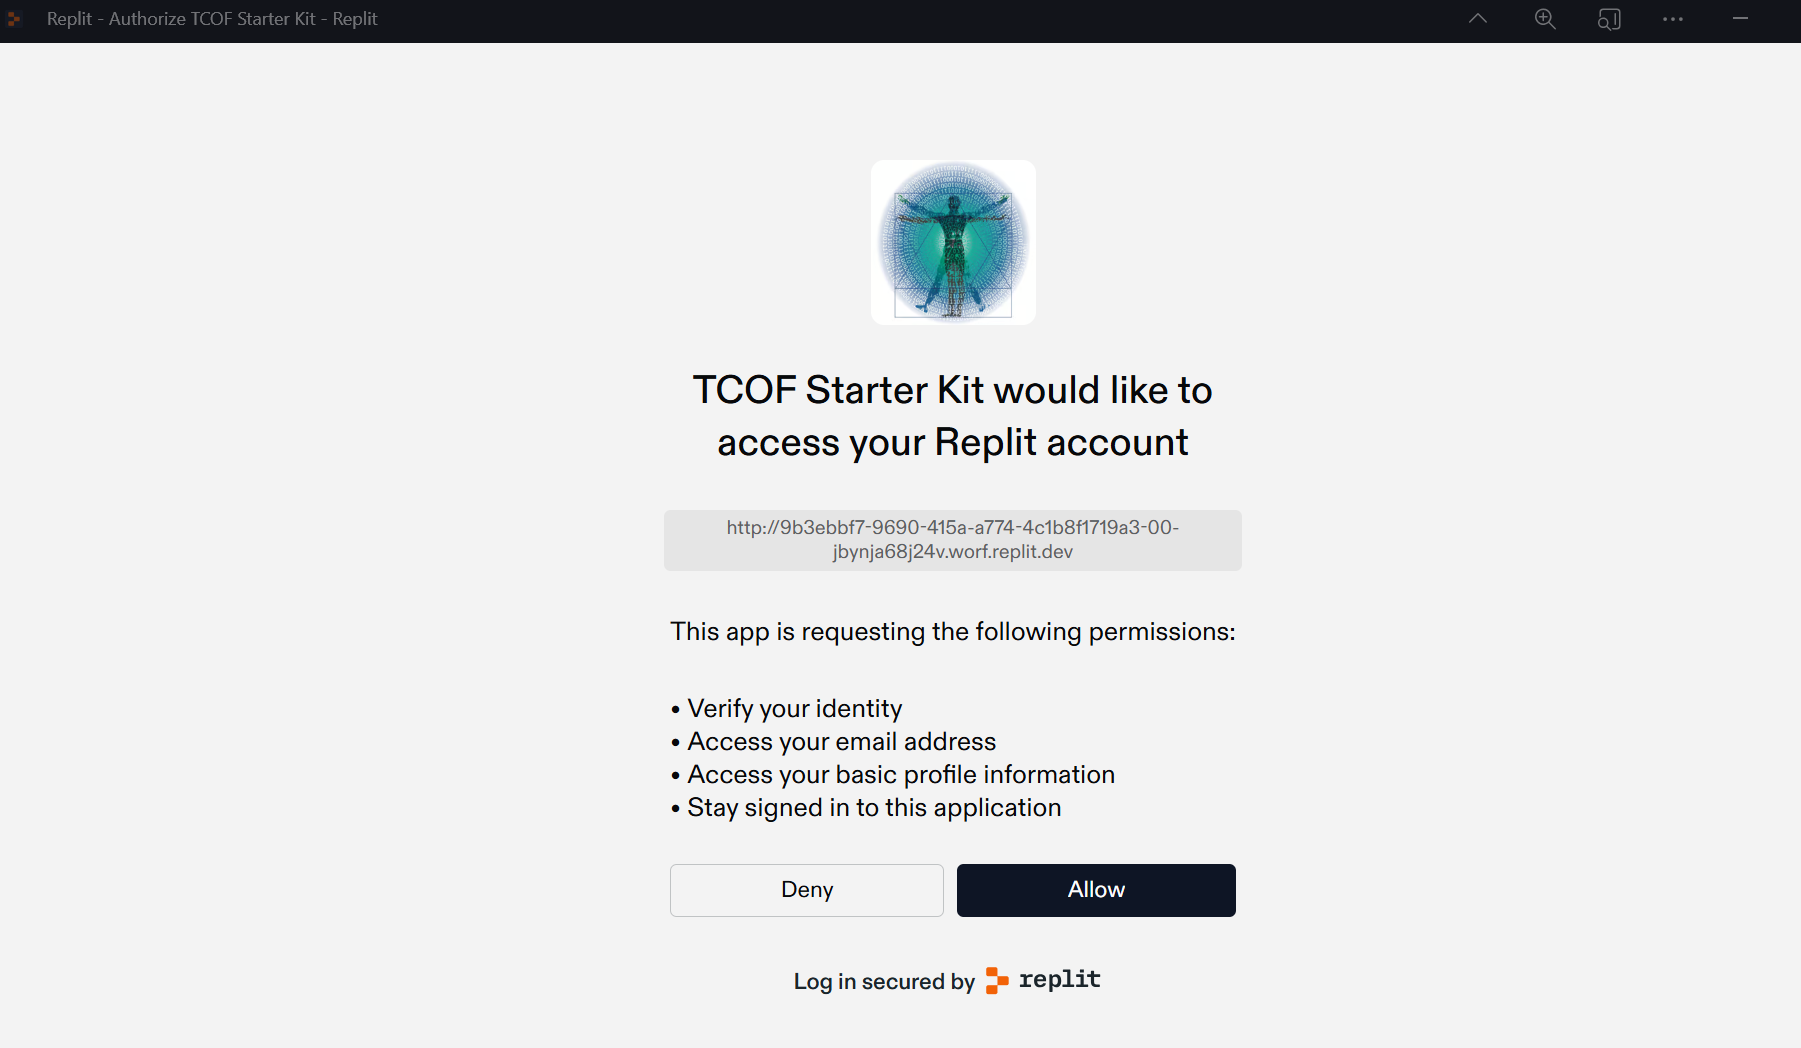 Replit - Authorize TCOF Starter Kit - Replit
TCOF Starter Kit would like to
access your Replit account
http://9b3ebbf7-9690-415a-a774-4c1b8f1719a3-00-
jbynja68j24v.worf.replit.dev
This app is requesting the following permissions:
• Verify your identity
• Access your email address
• Access your basic profile information
• Stay signed in to this application
Deny
Allow
Log in secured by replit